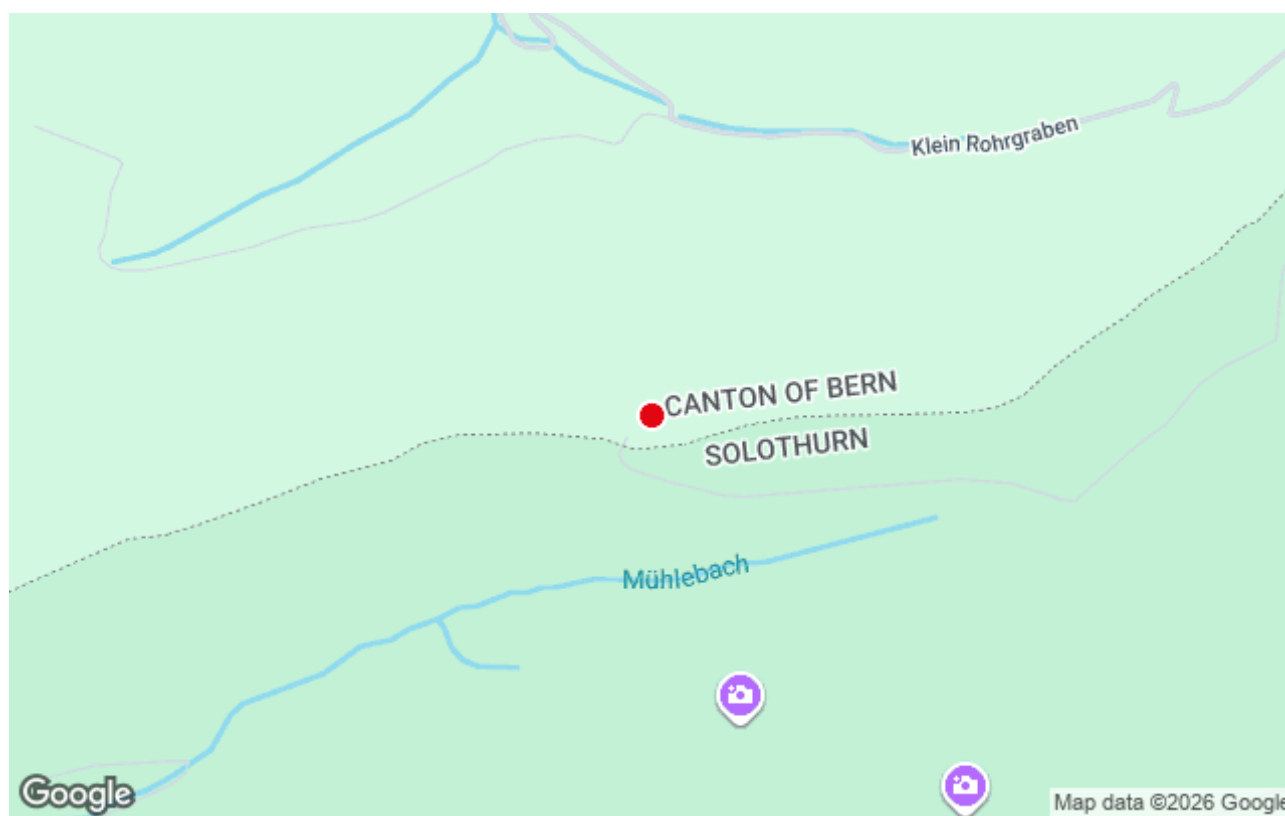 Klein Rohrgraben
CANTON OF BERN
SOLOTHURN
Mühlebach
Google
Map data ©2026 Google